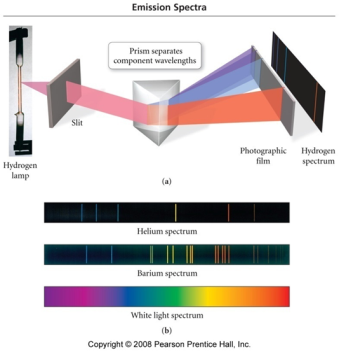 Emission Spectra
Prism separates
component wavelengths
Slit
Hydrogen
lamp
Photographic
film
Hydrogen
spectrum
(a)
Helium spectrum
Barium spectrum
White light spectrum
(b)
Copyright © 2008 Pearson Prentice Hall, Inc.